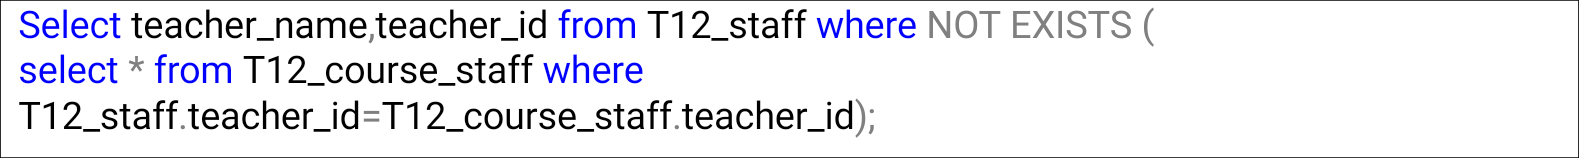 Select teacher_name,teacher_id from T12_staff where NOT EXISTS (
select * from T12_course_staff where
T12_staff.teacher_id=T12_course_staff.teacher_id);